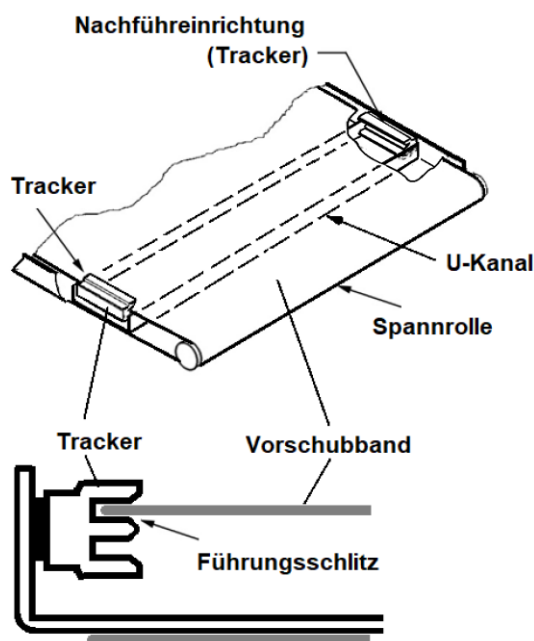 Nachführeinrichtung
(Tracker)
Tracker
U-Kanal
Spannrolle
Tracker
Vorschubband
Führungsschlitz